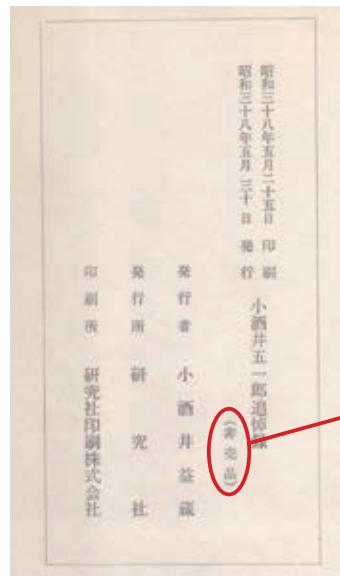 昭和三十八年五月二十五日 印刷
昭和三十八年五月三十日 発行
小酒井五一郎追悼録
(非売品)
発行者 小酒井益蔵
発行所 研究社
印刷所 研究社印刷株式会社